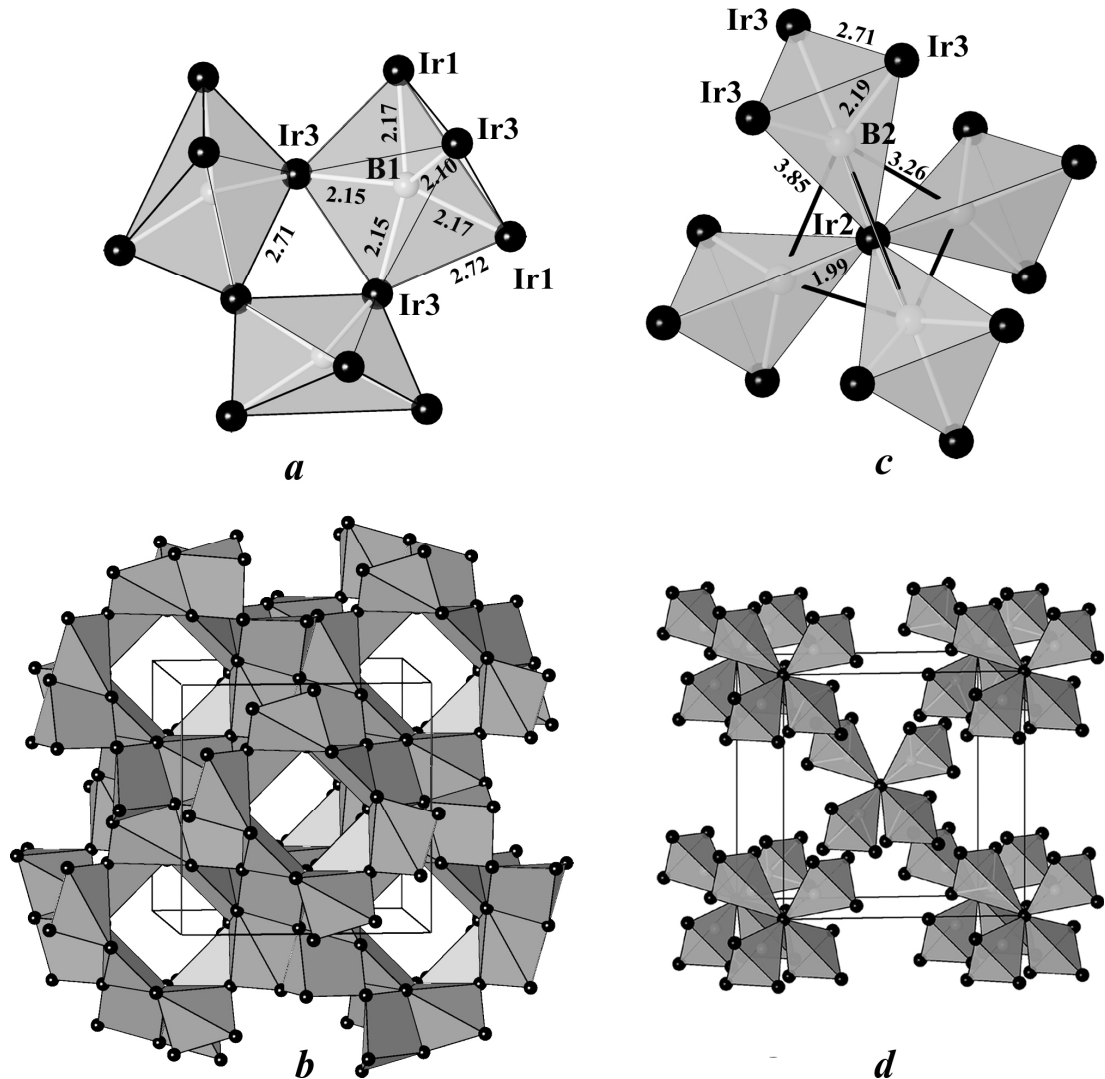 Ir1
Ir3
Ir3
2.17
B1
2.10
2.15
2.17
2.15
2.71
2.72
Ir1
Ir3
a
Ir3
2.71
Ir3
Ir3
2.19
B2
3.85
3.26
Ir2
1.99
c
b
d